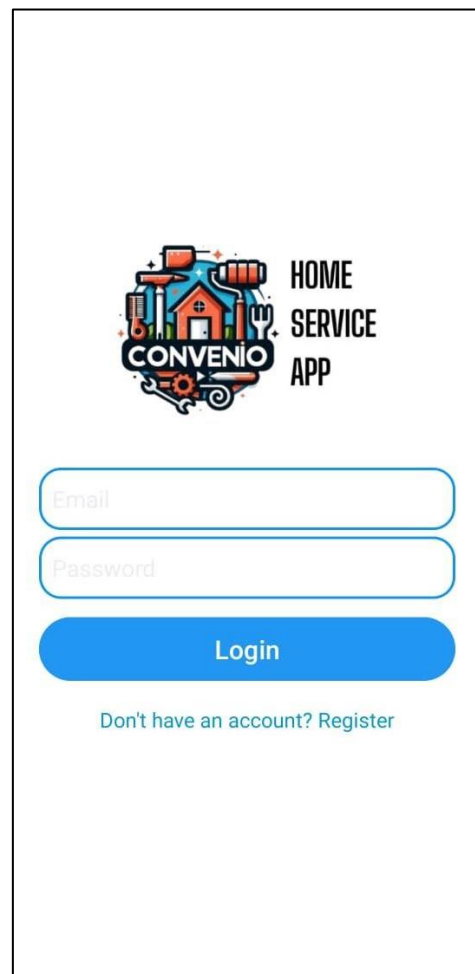 CONVENIO
HOME
SERVICE
APP
Email
Password
Login
Don't have an account? Register